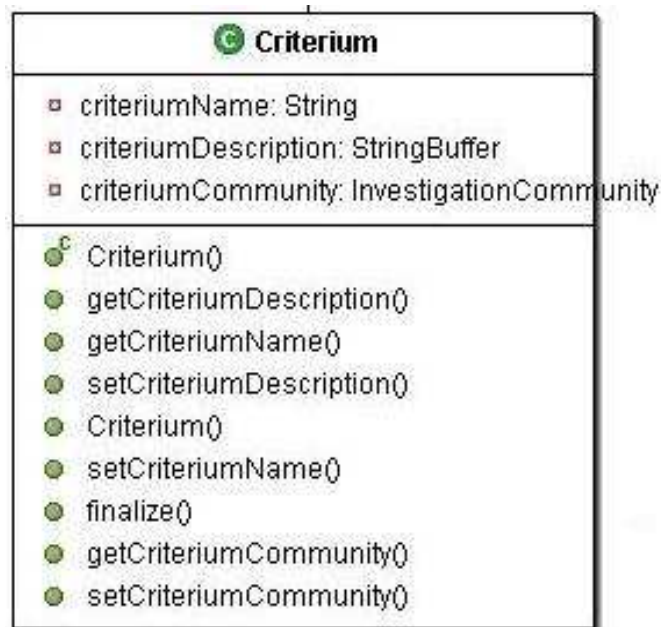 C Criterium
criteriumName: String
criteriumDescription: StringBuffer
criteriumCommunity: InvestigationCommunity
C Criterium()
getCriteriumDescription()
getCriteriumName()
setCriteriumDescription()
Criterium()
setCriteriumName()
finalize()
getCriteriumCommunity()
setCriteriumCommunity()